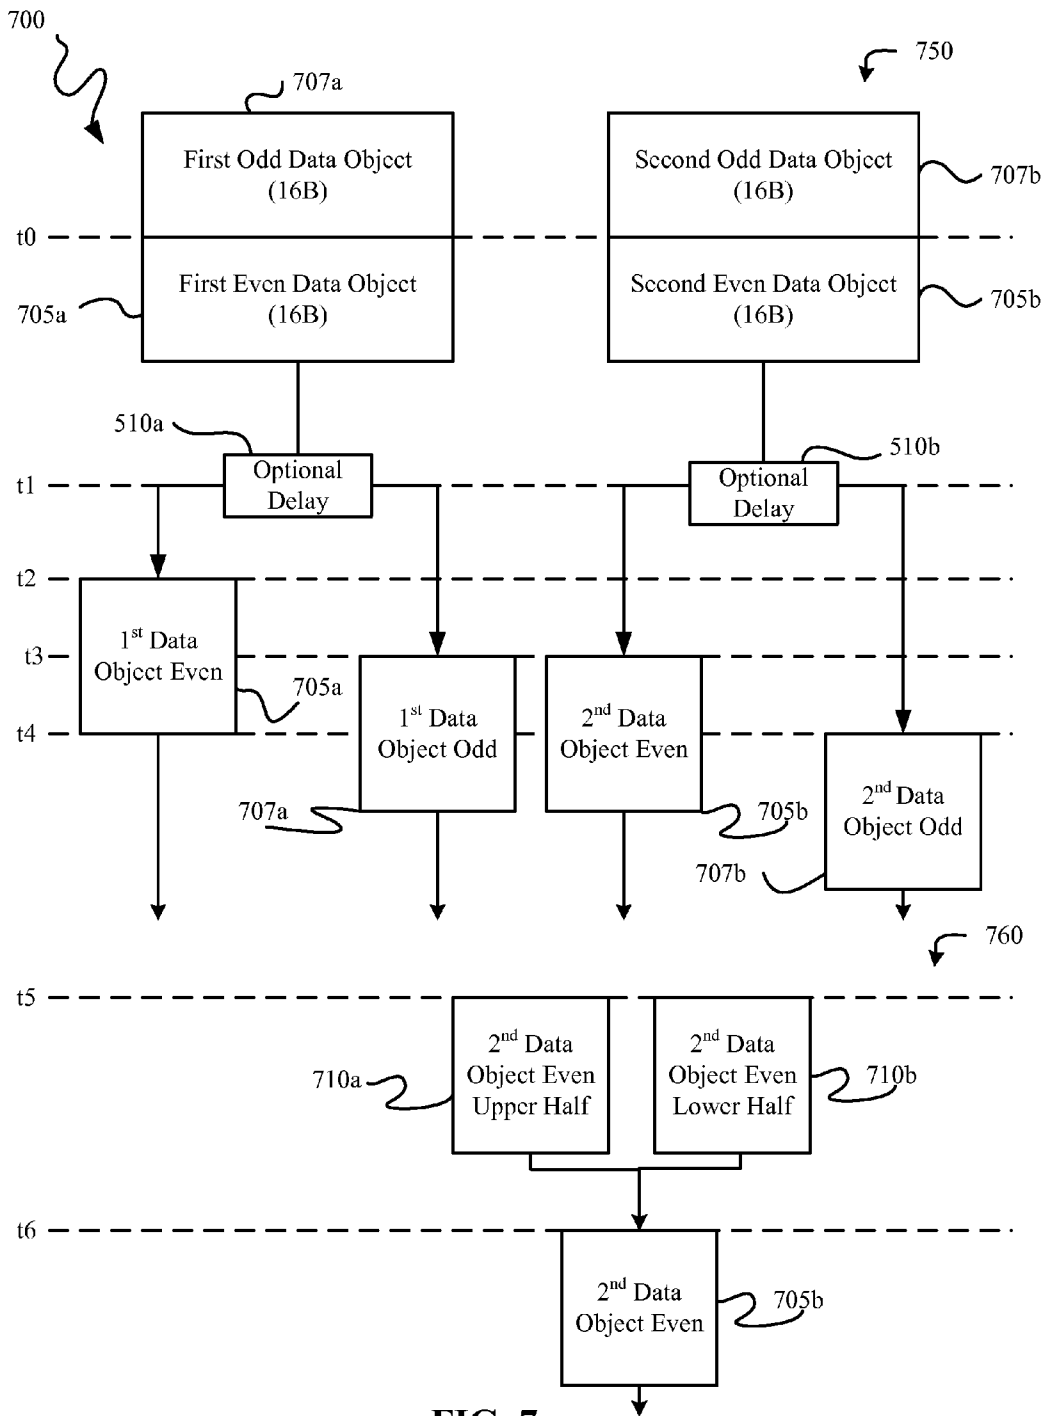 700
750
707a
First Odd Data Object
(16B)
Second Odd Data Object
(16B)
707b
t0
First Even Data Object
(16B)
Second Even Data Object
(16B)
705a
705b
510a
510b
Optional
Delay
Optional
Delay
t1
t2
1st Data
Object Even
t3
705a
1st Data
Object Odd
2nd Data
Object Even
t4
2nd Data
Object Odd
707a
705b
707b
760
t5
2nd Data
Object Even
Upper Half
2nd Data
Object Even
Lower Half
710a
710b
t6
2nd Data
Object Even
705b
FIG. 7